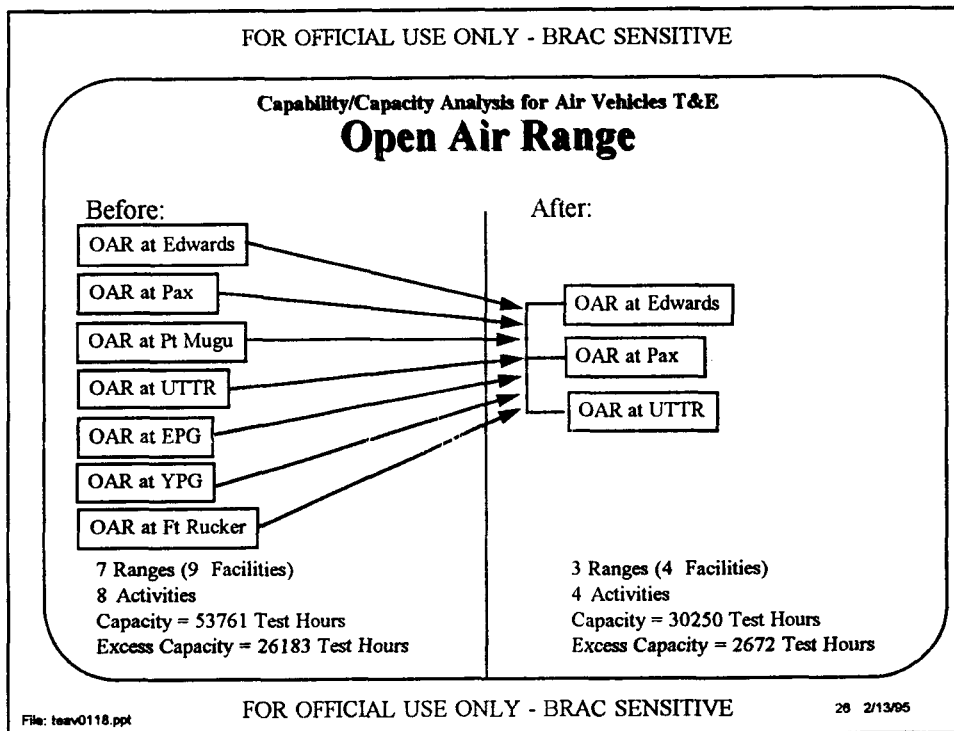 FOR OFFICIAL USE ONLY - BRAC SENSITIVE
Capability/Capacity Analysis for Air Vehicles T&E
Open Air Range
Before:
OAR at Edwards
OAR at Pax
OAR at Pt Mugu
OAR at UTTR
OAR at EPG
OAR at YPG
OAR at Ft Rucker
7 Ranges (9 Facilities)
8 Activities
Capacity = 53761 Test Hours
Excess Capacity = 26183 Test Hours
After:
OAR at Edwards
OAR at Pax
OAR at UTTR
3 Ranges (4 Facilities)
4 Activities
Capacity = 30250 Test Hours
Excess Capacity = 2672 Test Hours
File: teav0118.ppt
FOR OFFICIAL USE ONLY - BRAC SENSITIVE
26 2/13/95